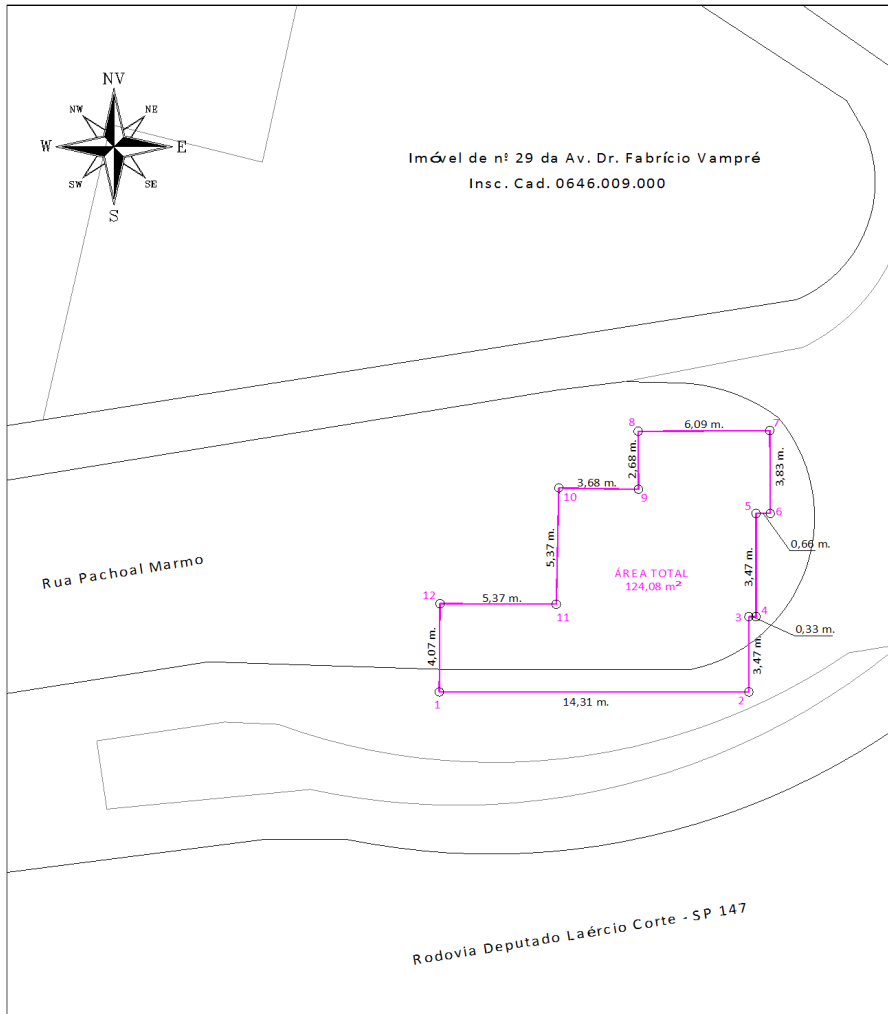 NV
NW
NE
W
E
SW
SE
S
Imóvel de nº 29 da Av. Dr. Fabrício Vampré
Insc. Cad. 0646.009.000
8
6,09 m.
7
2,68 m.
3,83 m.
3,68 m.
10
9
5
6
0,66 m.
5,37 m.
3,47 m.
Rua Pachoal Marmo
ÁREA TOTAL
124,08 m²
12
5,37 m.
11
3
4
0,33 m.
4,07 m.
3,47 m.
1
14,31 m.
2
Rodovia Deputado Laércio Corte - SP 147